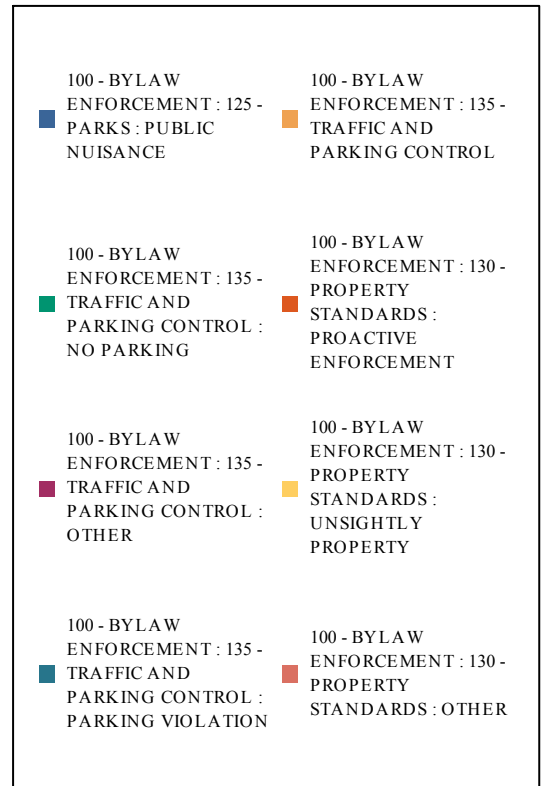 100 - BYLAW
ENFORCEMENT : 125 -
PARKS : PUBLIC
NUISANCE
100 - BYLAW
ENFORCEMENT : 135 -
TRAFFIC AND
PARKING CONTROL
100 - BYLAW
ENFORCEMENT : 135 -
TRAFFIC AND
PARKING CONTROL :
NO PARKING
100 - BYLAW
ENFORCEMENT : 130 -
PROPERTY
STANDARDS :
PROACTIVE
ENFORCEMENT
100 - BYLAW
ENFORCEMENT : 135 -
TRAFFIC AND
PARKING CONTROL :
OTHER
100 - BYLAW
ENFORCEMENT : 130 -
PROPERTY
STANDARDS :
UNSIGHTLY
PROPERTY
100 - BYLAW
ENFORCEMENT : 135 -
TRAFFIC AND
PARKING CONTROL :
PARKING VIOLATION
100 - BYLAW
ENFORCEMENT : 130 -
PROPERTY
STANDARDS : OTHER